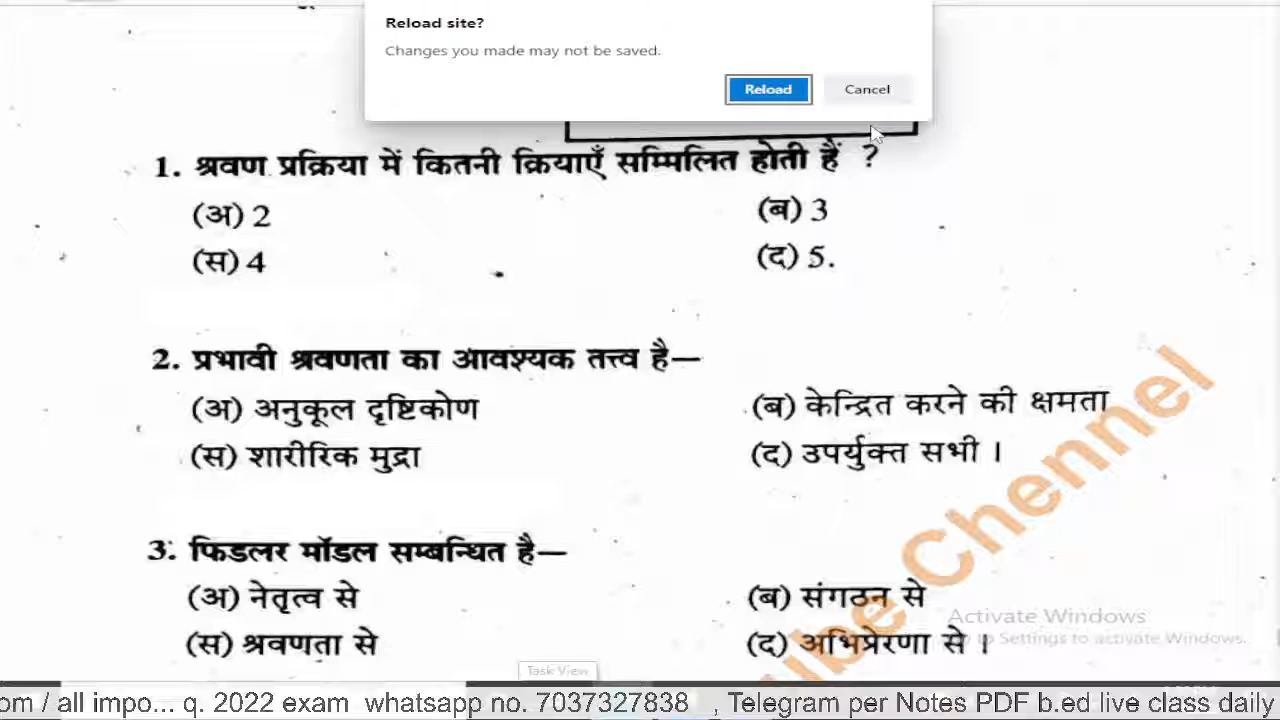 Reload site?
Changes you made may not be saved.
Reload Cancel
1. श्रवण प्रक्रिया में कितनी क्रियाएँ सम्मिलित होती हैं ?
(अ) 2 (ब) 3
(स) 4 (द) 5.
2. प्रभावी श्रवणता का आवश्यक तत्त्व है—
(अ) अनुकूल दृष्टिकोण (ब) केन्द्रित करने की क्षमता
(स) शारीरिक मुद्रा (द) उपर्युक्त सभी ।
3. फिडलर मॉडल सम्बन्धित है—
(अ) नेतृत्व से (ब) संगठन से
(स) श्रवणता से (द) अभिप्रेरणा से ।
ube Chennel
Activate Windows
to Settings to activate Windows.
Task View
om / all impo... q. 2022 exam whatsapp no. 7037327838 , Telegram per Notes PDF b.ed live class daily